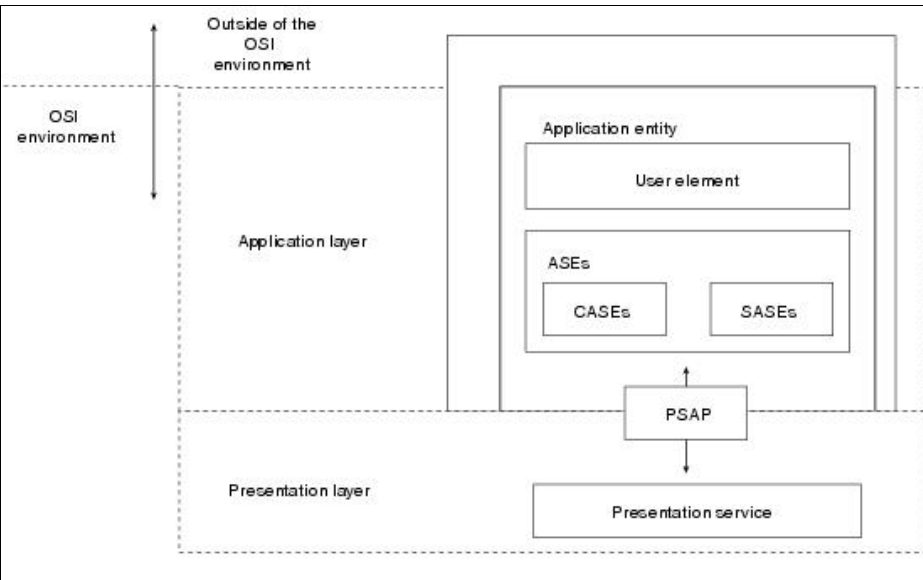 Outside of the
OSI
environment
OSI
environment
Application entity
User element
Application layer
ASEs
CASEs
SASEs
PSAP
Presentation layer
Presentation service